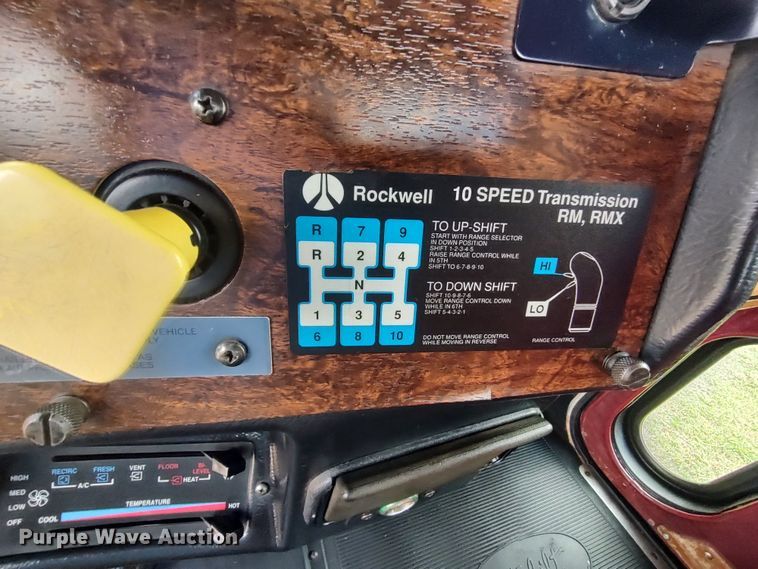 Rockwell 10 SPEED Transmission
RM, RMX
R 7 9
R 2 4
N
1 3 5
6 8 10
TO UP-SHIFT
START WITH RANGE SELECTOR
IN DOWN POSITION
SHIFT 1-2-3-4-5
RAISE RANGE CONTROL WHILE
IN 5TH
SHIFT TO 6-7-8-9-10
TO DOWN SHIFT
SHIFT 10-9-8-7-6
MOVE RANGE CONTROL DOWN
WHILE IN 6TH
SHIFT 5-4-3-2-1
DO NOT MOVE RANGE CONTROL
WHILE MOVING IN REVERSE
HI
LO
RANGE CONTROL
VEHICLE
HIGH
MED
LOW
OFF
RECIRC FRESH VENT FLOOR BI-
LEVEL
A/C HEAT
TEMPERATURE
COOL HOT
Purple Wave Auction
Purple Wave Auction